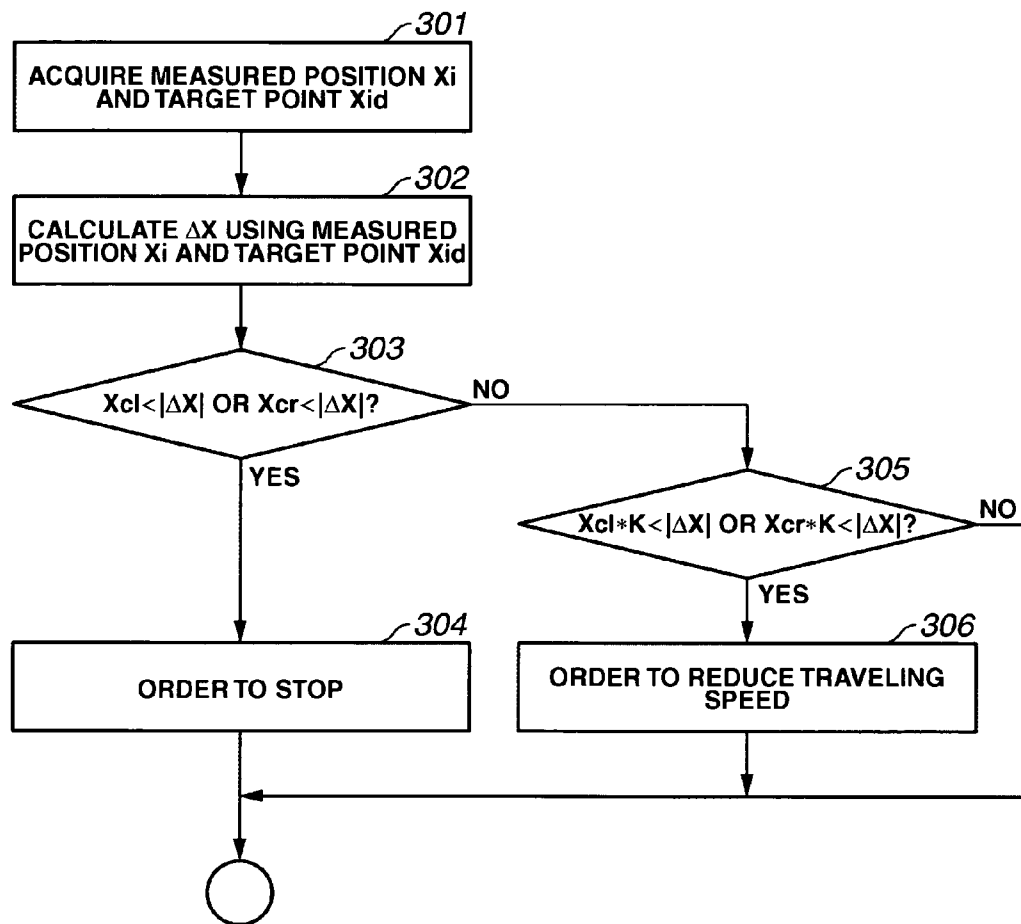 301
ACQUIRE MEASURED POSITION Xi
AND TARGET POINT Xid
302
CALCULATE ΔX USING MEASURED
POSITION Xi AND TARGET POINT Xid
303
Xcl<|ΔX| OR Xcr<|ΔX|?
NO
YES
305
Xcl*K<|ΔX| OR Xcr*K<|ΔX|?
NO
YES
304
ORDER TO STOP
306
ORDER TO REDUCE TRAVELING
SPEED